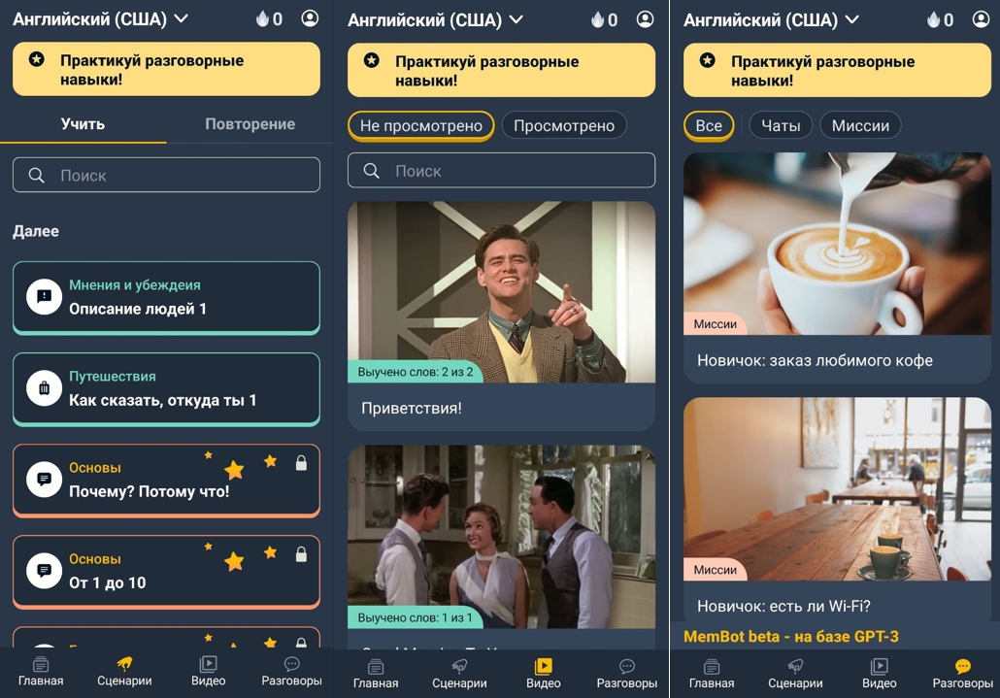 Английский (США)
0
Практикуй разговорные
навыки!
Учить
Повторение
Поиск
Далее
Мнения и убеждеия
Описание людей 1
Путешествия
Как сказать, откуда ты 1
Основы
Почему? Потому что!
Основы
От 1 до 10
Главная
Сценарии
Видео
Разговоры
Английский (США)
0
Практикуй разговорные
навыки!
Не просмотрено
Просмотрено
Поиск
Выучено слов: 2 из 2
Приветствия!
Выучено слов: 1 из 1
Главная
Сценарии
Видео
Разговоры
Английский (США)
0
Практикуй разговорные
навыки!
Все
Чаты
Миссии
Миссии
Новичок: заказ любимого кофе
Миссии
Новичок: есть ли Wi-Fi?
MemBot beta - на базе GPT-3
Главная
Сценарии
Видео
Разговоры